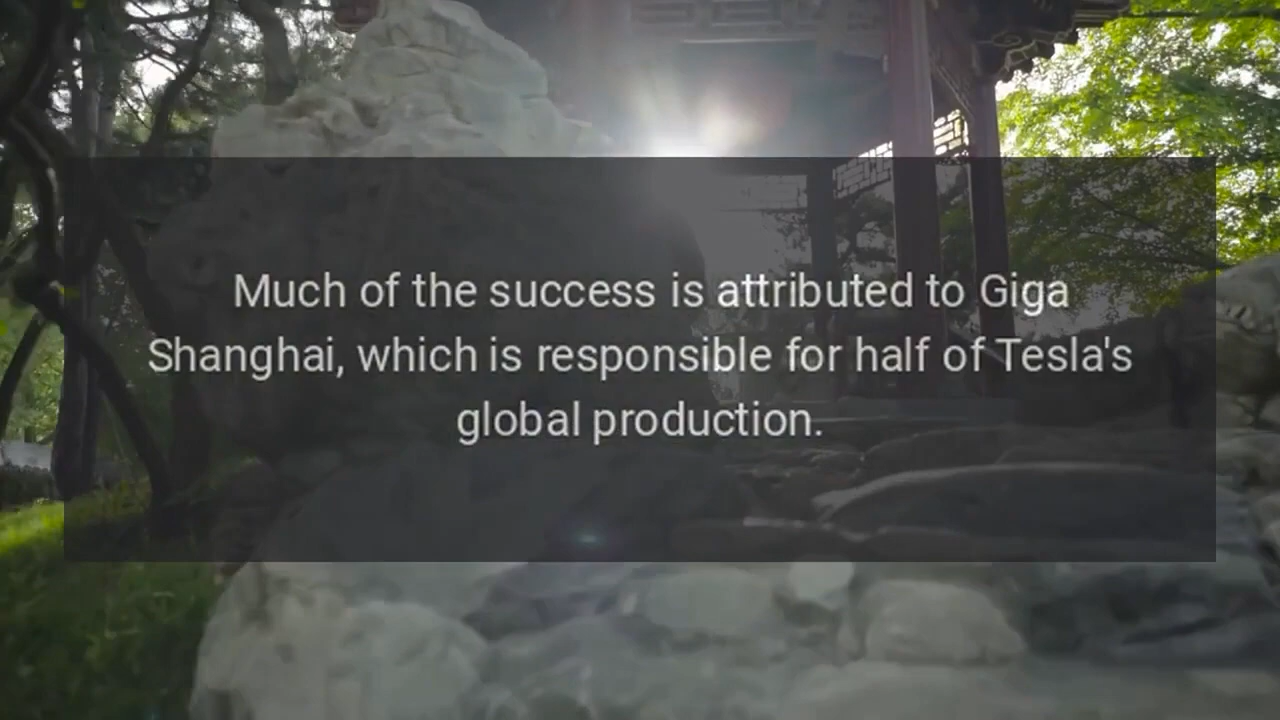 Much of the success is attributed to Giga
Shanghai, which is responsible for half of Tesla's
global production.